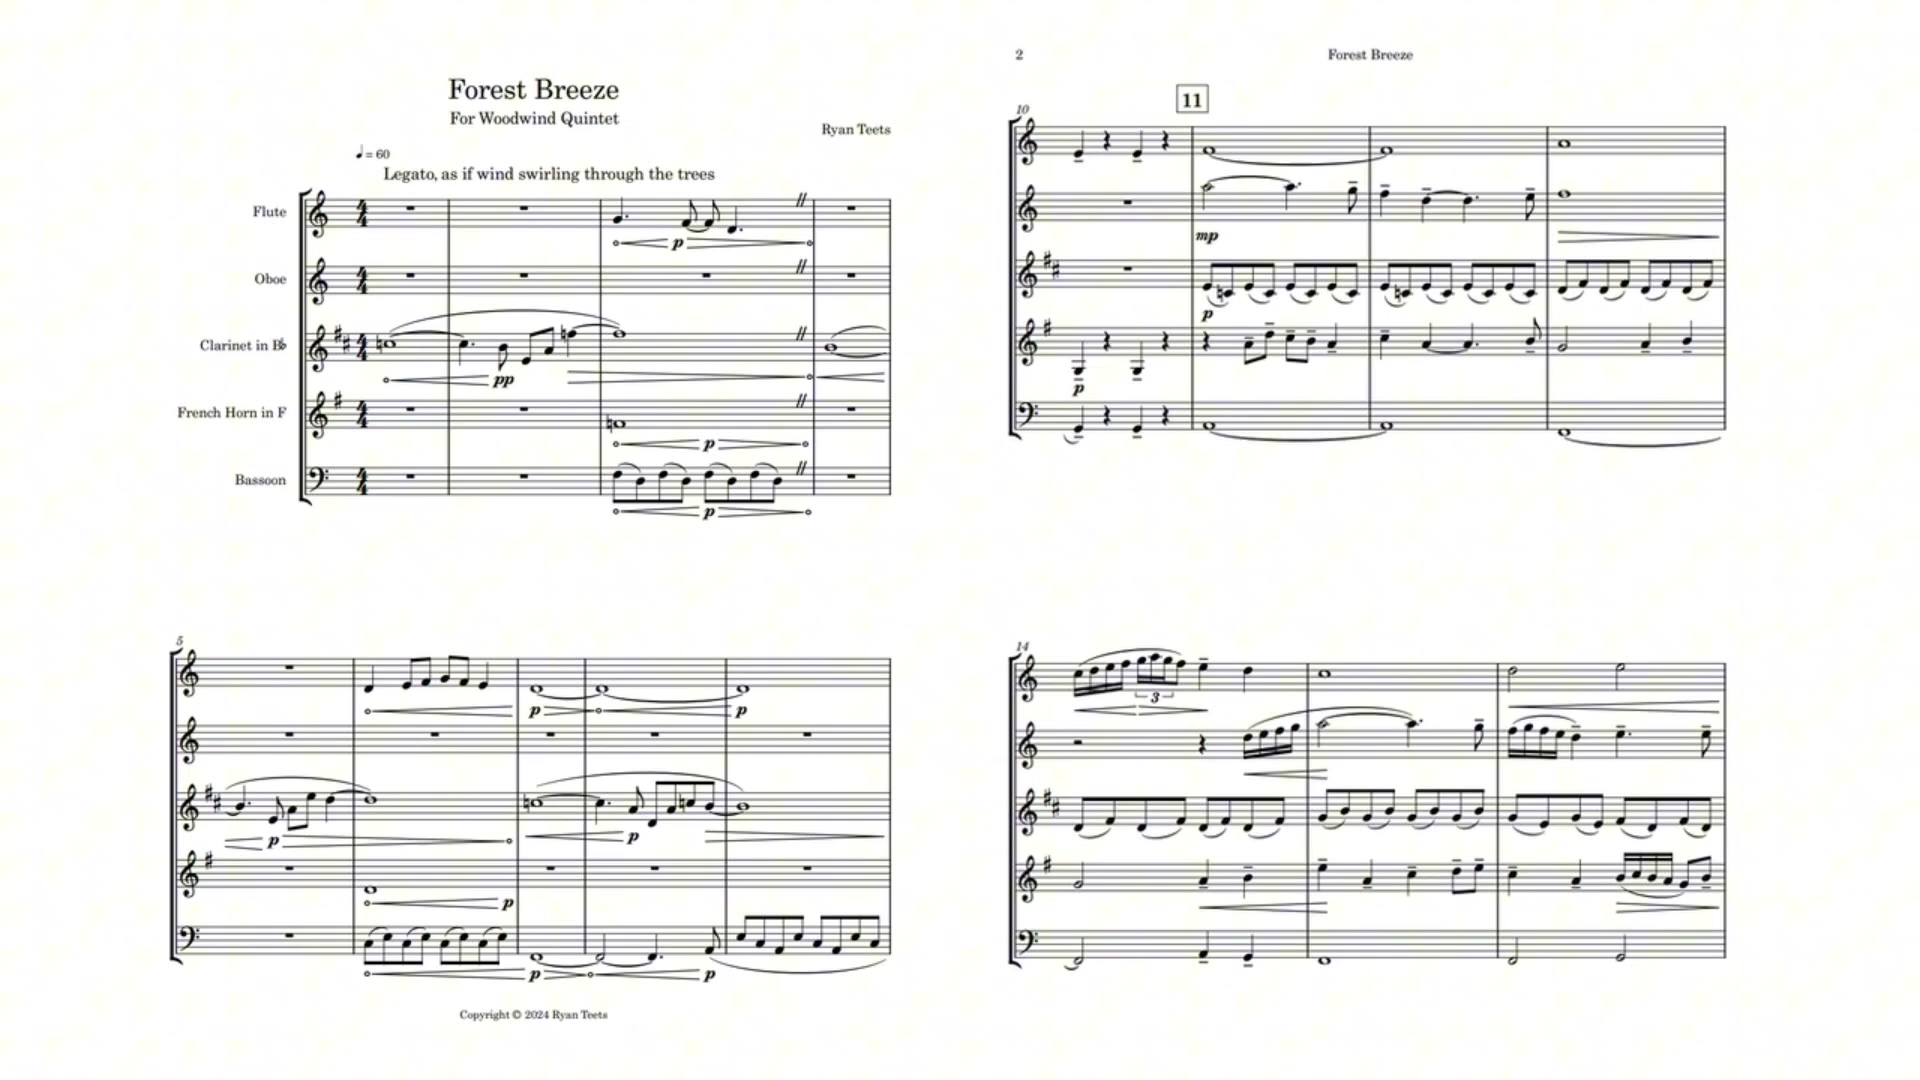 Forest Breeze
For Woodwind Quintet
Ryan Teets
♩ = 60
Legato, as if wind swirling through the trees
Flute
p
Oboe
Clarinet in B♭
pp
French Horn in F
p
Bassoon
p
5
p p
p p
p
p p
Copyright © 2024 Ryan Teets
2
Forest Breeze
10
11
mp
p
p
14
3